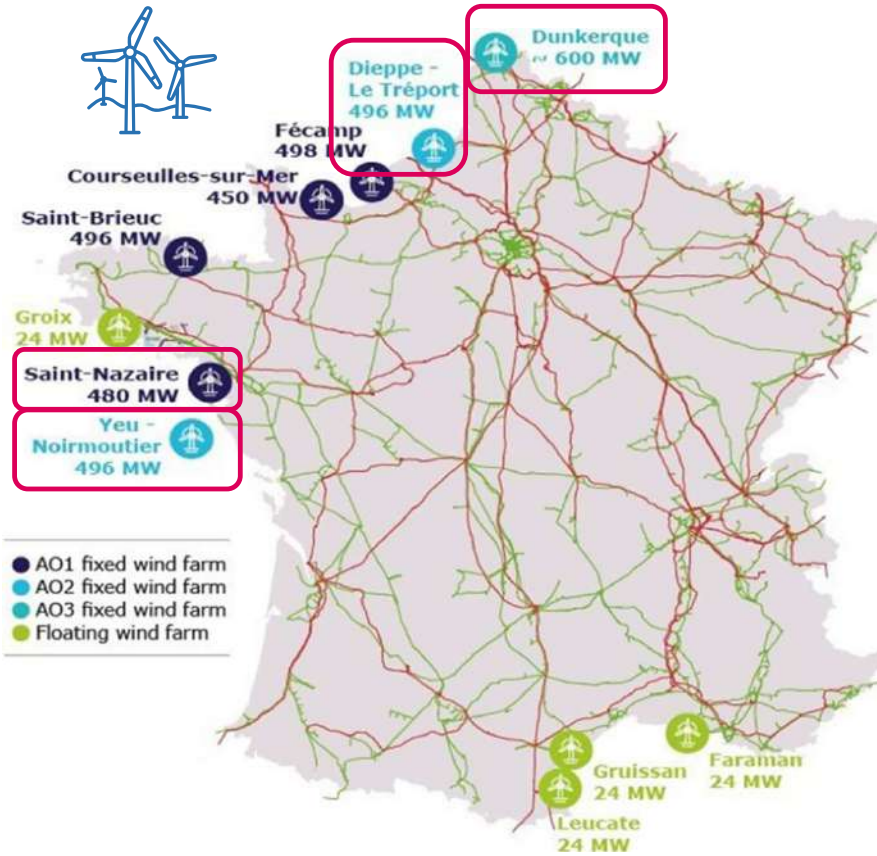 Dunkerque
~ 600 MW
Dieppe -
Le Tréport
496 MW
Fécamp
498 MW
Courseulles-sur-Mer
450 MW
Saint-Brieuc
496 MW
Groix
24 MW
Saint-Nazaire
480 MW
Yeu -
Noirmoutier
496 MW
AO1 fixed wind farm
AO2 fixed wind farm
AO3 fixed wind farm
Floating wind farm
Faraman
24 MW
Gruissan
24 MW
Leucate
24 MW